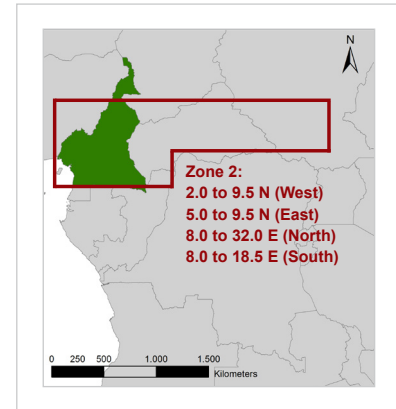 N
Zone 2:
2.0 to 9.5 N (West)
5.0 to 9.5 N (East)
8.0 to 32.0 E (North)
8.0 to 18.5 E (South)
0 250 500 1.000 1.500
Kilometers